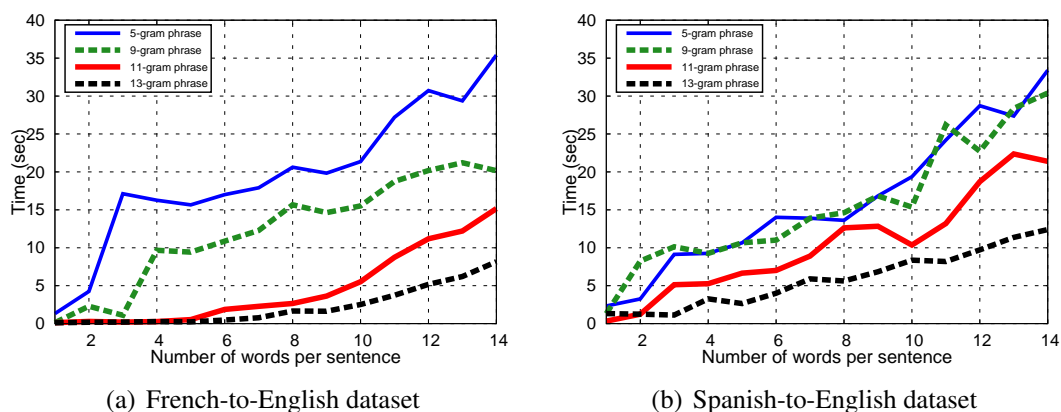 40
35
30
25
20
15
10
5
0
Time (sec)
5-gram phrase
9-gram phrase
11-gram phrase
13-gram phrase
2 4 6 8 10 12 14
Number of words per sentence
(a) French-to-English dataset
40
35
30
25
20
15
10
5
0
Time (sec)
5-gram phrase
9-gram phrase
11-gram phrase
13-gram phrase
2 4 6 8 10 12 14
Number of words per sentence
(b) Spanish-to-English dataset